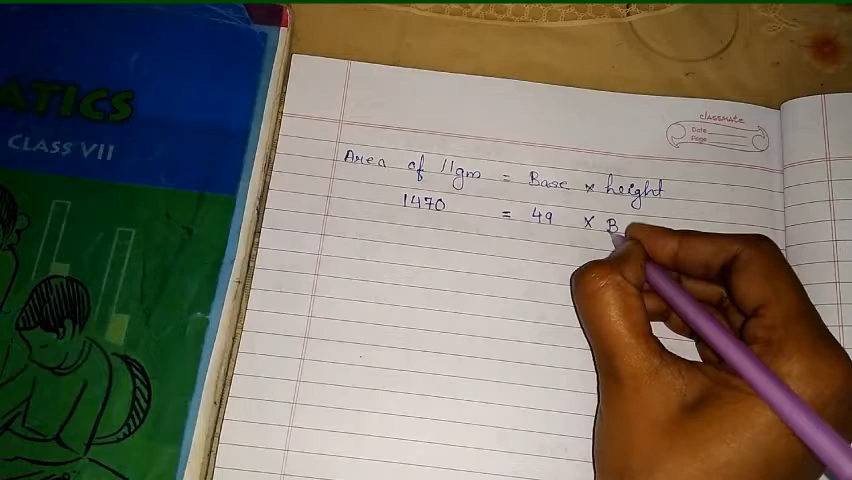 ATICS
CLASS VII
classmate
Date
Page
Area of ||gm = Base × height
1470 = 49 × B